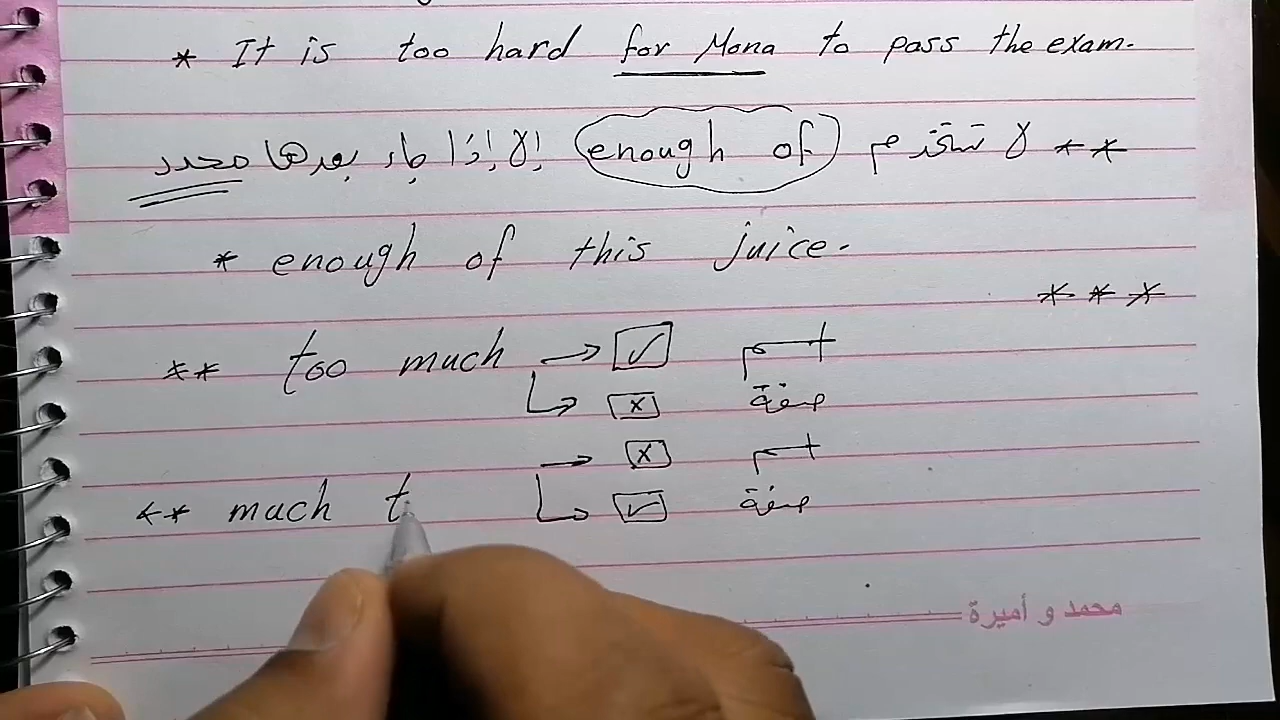 * It is too hard for Mona to pass the exam.
** لا تستخدم enough of إلا إذا جاء بعدها محدد
* enough of this juice.
***
** too much → ✓ اسم
x صفة
→ x اسم
** much t ✓ صفة
محمد و أميرة